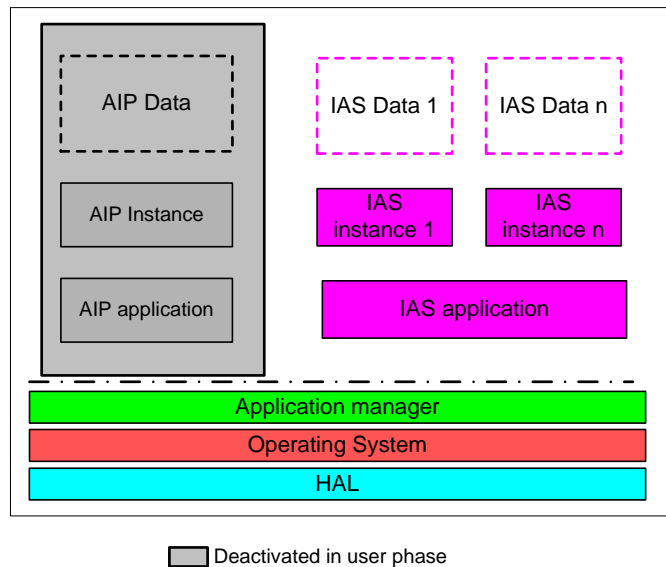 AIP Data
IAS Data 1
IAS Data n
AIP Instance
IAS
instance 1
IAS
instance n
AIP application
IAS application
Application manager
Operating System
HAL
Deactivated in user phase